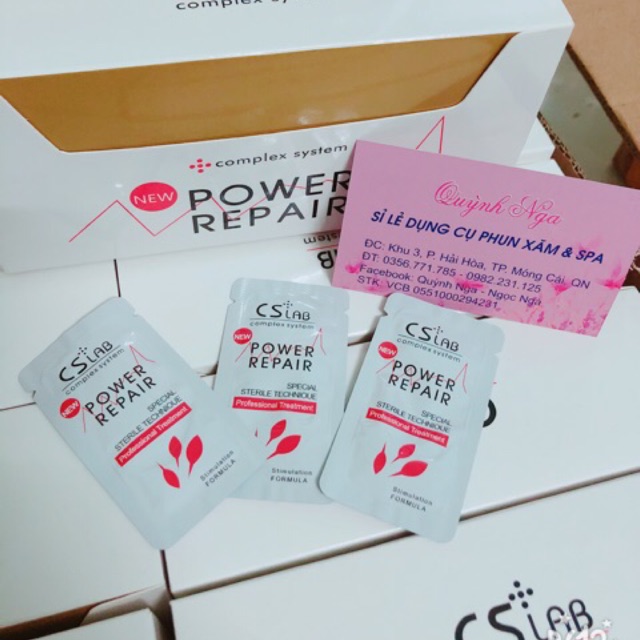 complex system
complex system
NEW
POWER
REPAIR
Quỳnh Nga
SỈ LẺ DỤNG CỤ PHUN XĂM & SPA
ĐC: Khu 3, P. Hải Hòa, TP. Móng Cái, QN
ĐT: 0356.771.785 - 0982.231.125
Facebook: Quỳnh Nga - Ngọc Nga
STK: VCB 0551000294231
CS LAB
complex system
NEW
POWER
REPAIR
SPECIAL
STERILE TECHNIQUE
Professional Treatment
Stimulation
FORMULA
CS LAB
complex system
NEW
POWER
REPAIR
SPECIAL
STERILE TECHNIQUE
Professional Treatment
Stimulation
FORMULA
CS LAB
complex system
NEW
POWER
REPAIR
SPECIAL
STERILE TECHNIQUE
Professional Treatment
Stimulation
FORMULA
CS LAB